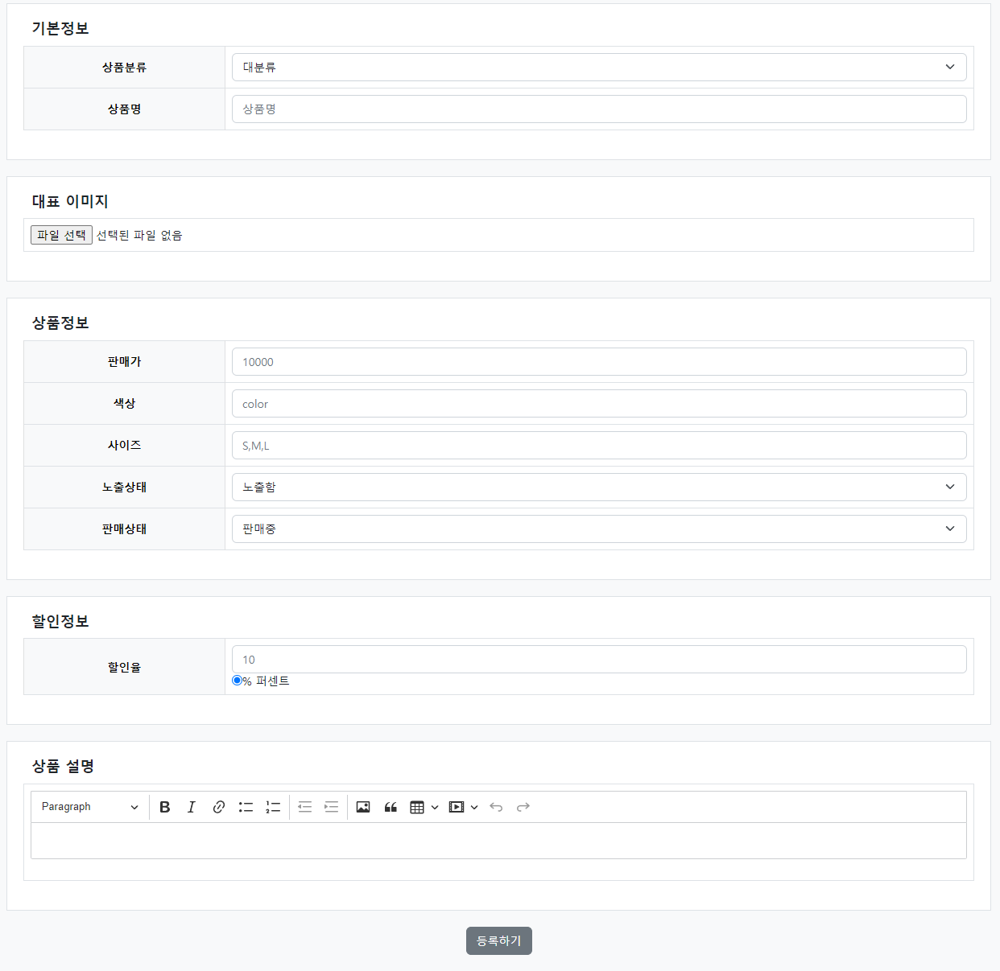 기본정보
상품분류 대분류
상품명 상품명
대표 이미지
파일 선택 선택된 파일 없음
상품정보
판매가 10000
색상 color
사이즈 S,M,L
노출상태 노출함
판매상태 판매중
할인정보
할인율 10
% 퍼센트
상품 설명
Paragraph
등록하기